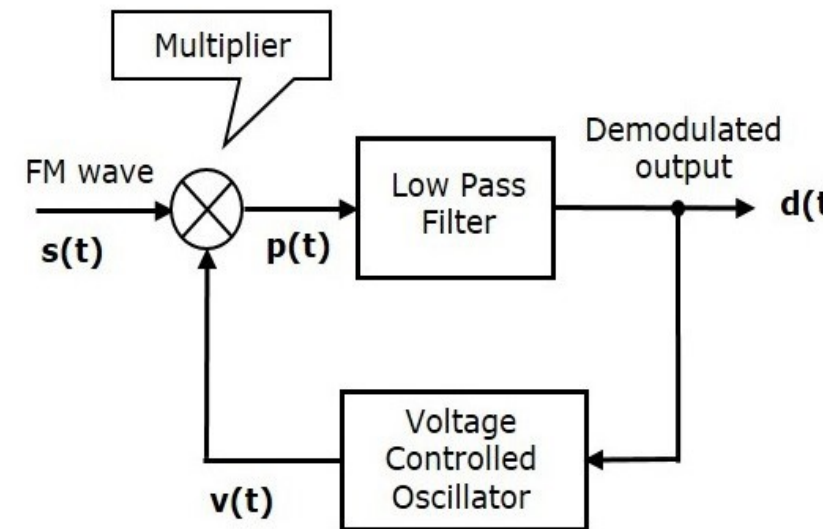 Multiplier
Demodulated
output
FM wave
Low Pass
Filter
d(t
s(t)
p(t)
Voltage
Controlled
Oscillator
v(t)